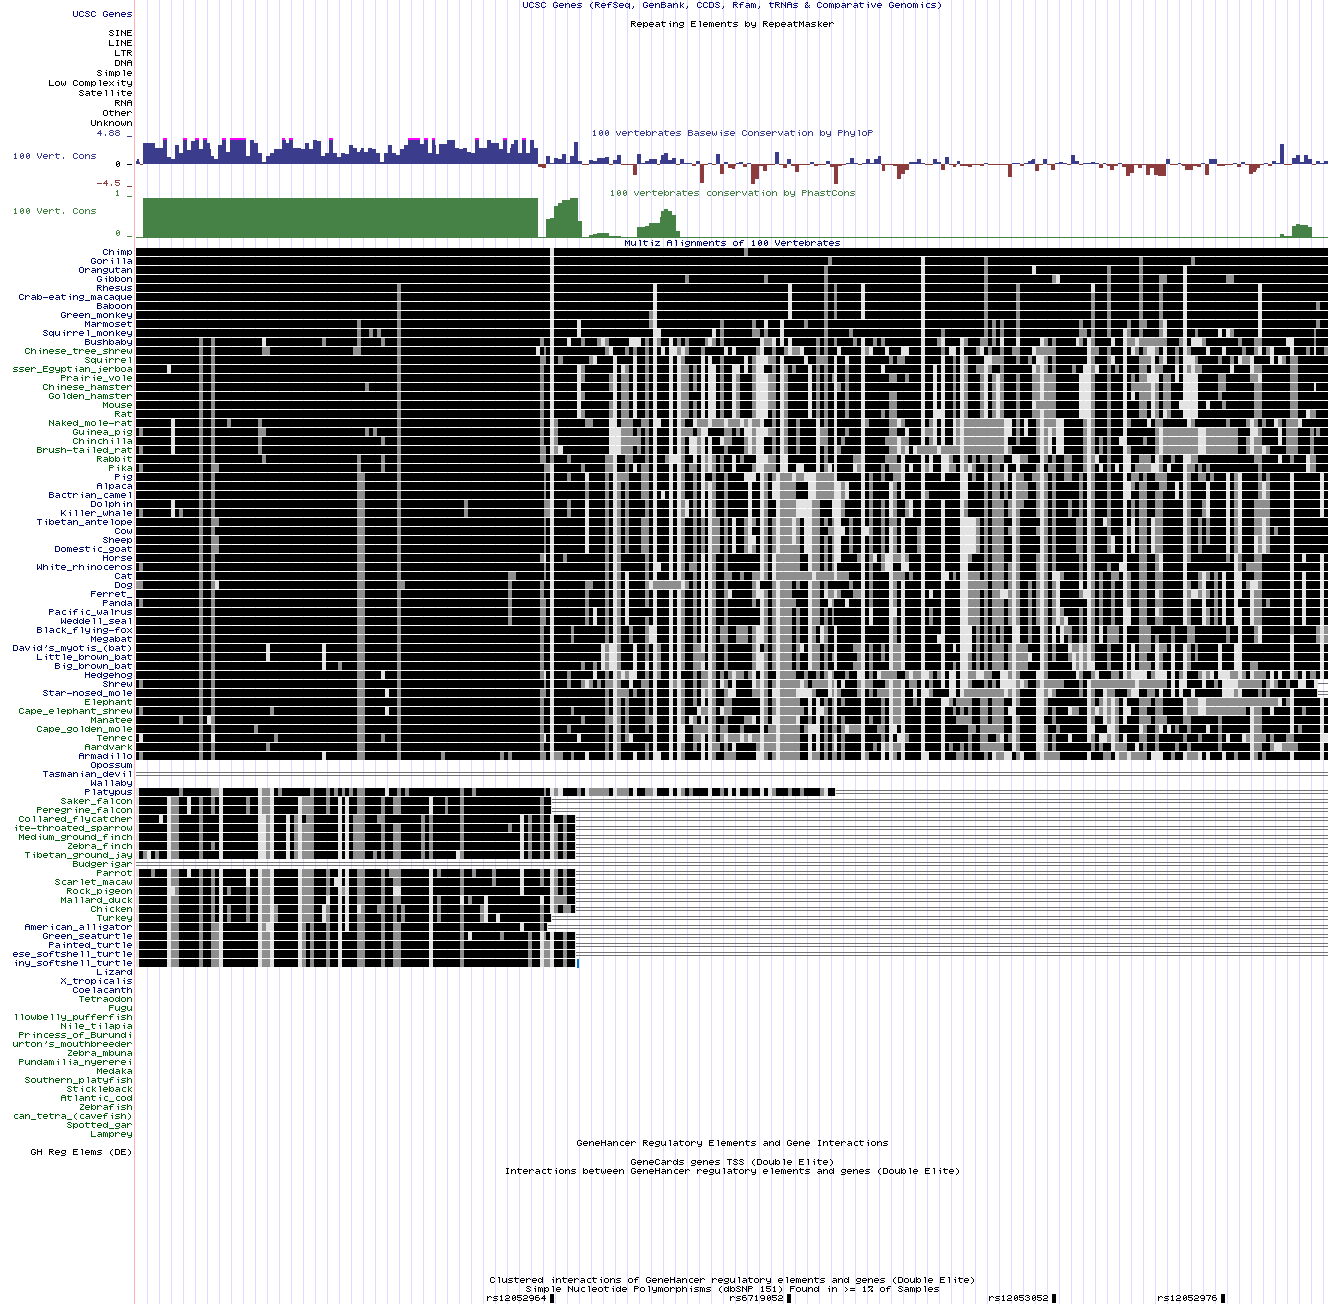 UCSC Genes (RefSeq, GenBank, CCDS, Rfam, tRNAs & Comparative Genomics)
UCSC Genes
Repeating Elements by RepeatMasker
SINE
LINE
LTR
DNA
Simple
Low Complexity
Satellite
RNA
Other
Unknown
4.88 _
100 vertebrates Basewise Conservation by PhyloP
100 Vert. Cons
0 _
-4.5 _
100 vertebrates conservation by PhastCons
1 _
100 Vert. Cons
0 _
Multiz Alignments of 100 Vertebrates
Chimp
Gorilla
Orangutan
Gibbon
Rhesus
Crab-eating_macaque
Baboon
Green_monkey
Marmoset
Squirrel_monkey
Bushbaby
Chinese_tree_shrew
Squirrel
sser_Egyptian_jerboa
Prairie_vole
Chinese_hamster
Golden_hamster
Mouse
Rat
Naked_mole-rat
Guinea_pig
Chinchilla
Brush-tailed_rat
Rabbit
Pika
Pig
Alpaca
Bactrian_camel
Dolphin
Killer_whale
Tibetan_antelope
Cow
Sheep
Domestic_goat
Horse
White_rhinoceros
Cat
Dog
Ferret_
Panda
Pacific_walrus
Weddell_seal
Black_flying-fox
Megabat
David's_myotis_(bat)
Little_brown_bat
Big_brown_bat
Hedgehog
Shrew
Star-nosed_mole
Elephant
Cape_elephant_shrew
Manatee
Cape_golden_mole
Tenrec
Aardvark
Armadillo
Opossum
Tasmanian_devil
Wallaby
Platypus
Saker_falcon
Peregrine_falcon
Collared_flycatcher
ite-throated_sparrow
Medium_ground_finch
Zebra_finch
Tibetan_ground_jay
Budgerigar
Parrot
Scarlet_macaw
Rock_pigeon
Mallard_duck
Chicken
Turkey
American_alligator
Green_seaturtle
Painted_turtle
ese_softshell_turtle
iny_softshell_turtle
Lizard
X_tropicalis
Coelacanth
Tetraodon
Fugu
llowbelly_pufferfish
Nile_tilapia
Princess_of_Burundi
urton's_mouthbreeder
Zebra_mbuna
Pundamilia_nyererei
Medaka
Southern_platyfish
Stickleback
Atlantic_cod
Zebrafish
can_tetra_(cavefish)
Spotted_gar
Lamprey
GeneHancer Regulatory Elements and Gene Interactions
GH Reg Elems (DE)
GeneCards genes TSS (Double Elite)
Interactions between GeneHancer regulatory elements and genes (Double Elite)
Clustered interactions of GeneHancer regulatory elements and genes (Double Elite)
Simple Nucleotide Polymorphisms (dbSNP 151) Found in >= 1% of Samples
rs12052964 rs6719052 rs12053052 rs12052976